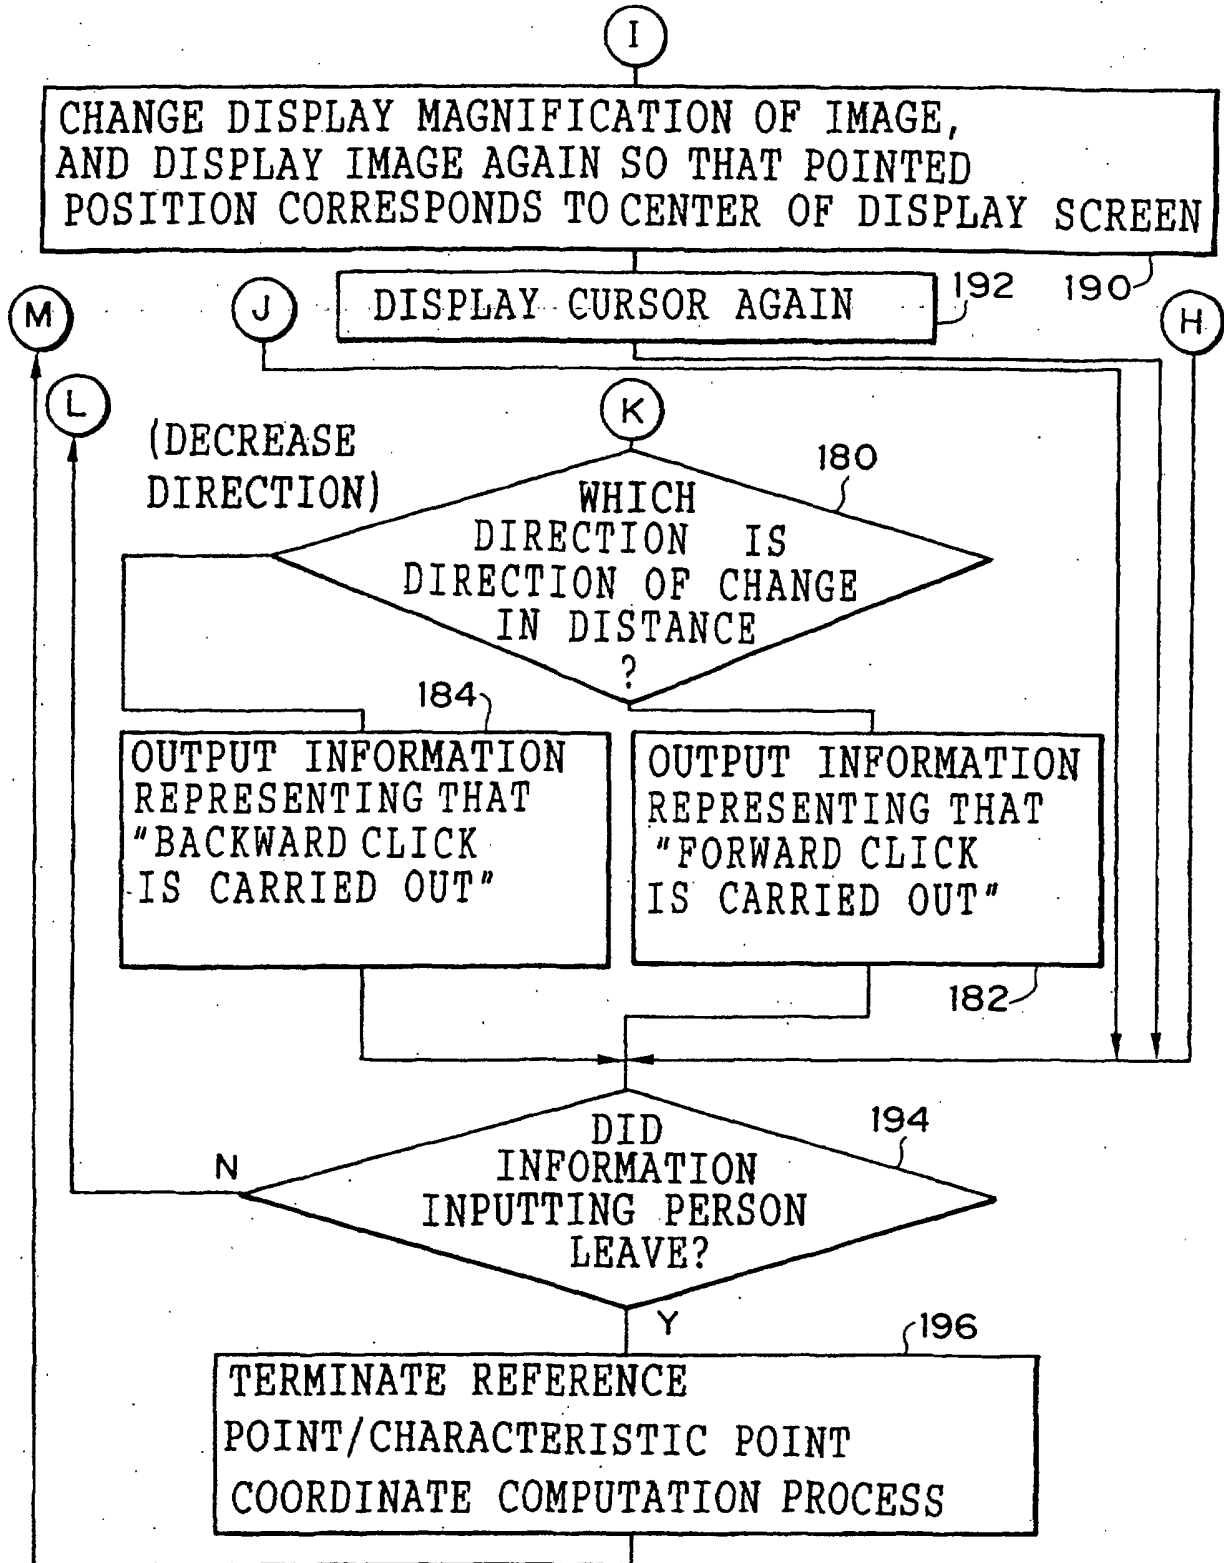 I
CHANGE DISPLAY MAGNIFICATION OF IMAGE,
AND DISPLAY IMAGE AGAIN SO THAT POINTED
POSITION CORRESPONDS TO CENTER OF DISPLAY SCREEN
190
M
J
DISPLAY CURSOR AGAIN
192
H
L
K
(DECREASE
DIRECTION)
180
WHICH
DIRECTION IS
DIRECTION OF CHANGE
IN DISTANCE
?
184
OUTPUT INFORMATION
REPRESENTING THAT
"BACKWARD CLICK
IS CARRIED OUT"
OUTPUT INFORMATION
REPRESENTING THAT
"FORWARD CLICK
IS CARRIED OUT"
182
194
N
DID
INFORMATION
INPUTTING PERSON
LEAVE?
Y
196
TERMINATE REFERENCE
POINT/CHARACTERISTIC POINT
COORDINATE COMPUTATION PROCESS